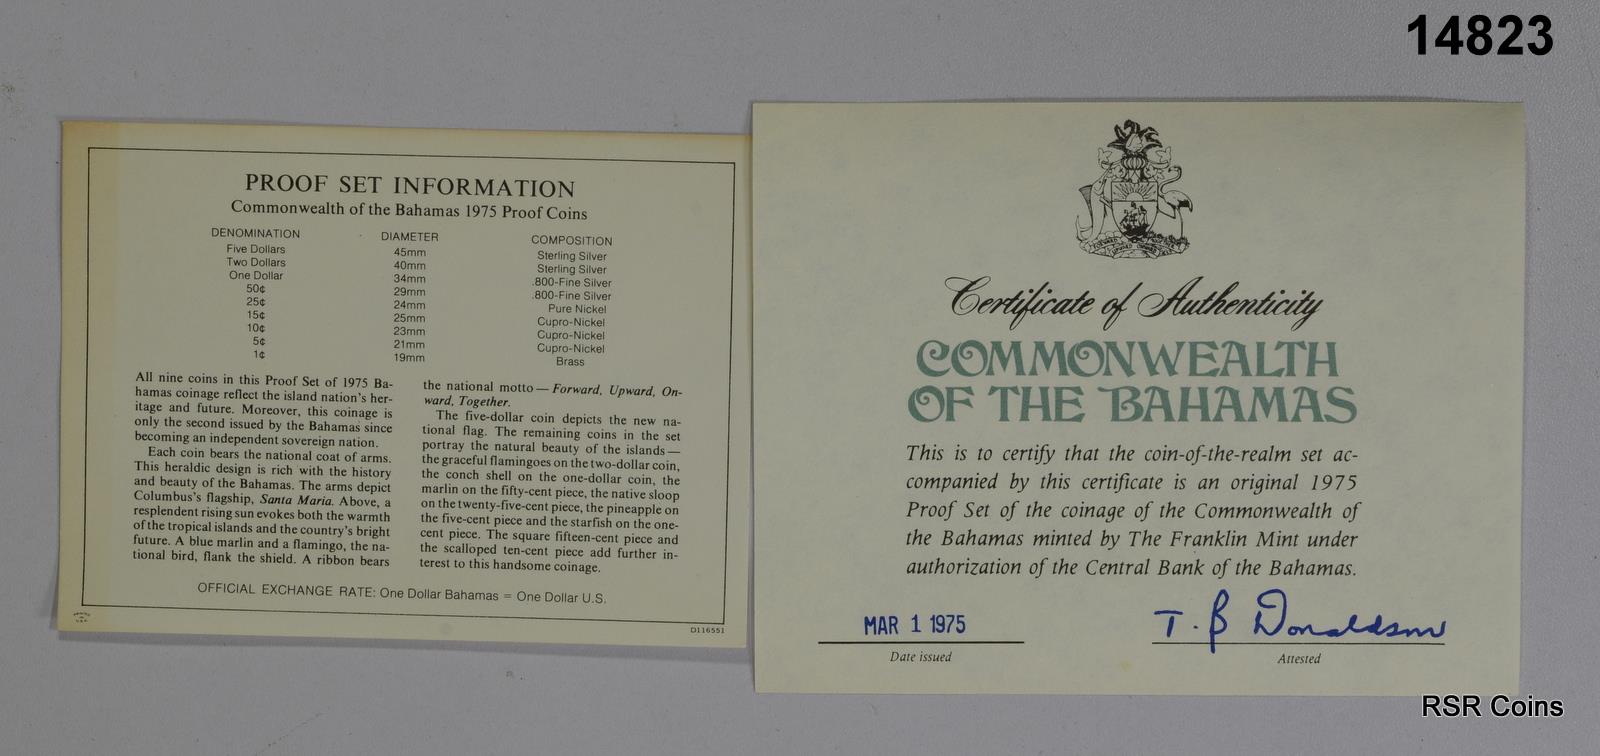 14823
PROOF SET INFORMATION
Commonwealth of the Bahamas 1975 Proof Coins
DENOMINATION DIAMETER COMPOSITION
Five Dollars 45mm Sterling Silver
Two Dollars 40mm Sterling Silver
One Dollar 34mm .800-Fine Silver
50¢ 29mm .800-Fine Silver
25¢ 24mm Pure Nickel
15¢ 25mm Cupro-Nickel
10¢ 23mm Cupro-Nickel
5¢ 21mm Cupro-Nickel
1¢ 19mm Brass
All nine coins in this Proof Set of 1975 Ba-
hamas coinage reflect the island nation's her-
itage and future. Moreover, this coinage is
only the second issued by the Bahamas since
becoming an independent sovereign nation.
Each coin bears the national coat of arms.
This heraldic design is rich with the history
and beauty of the Bahamas. The arms depict
Columbus's flagship, Santa Maria. Above, a
resplendent rising sun evokes both the warmth
of the tropical islands and the country's bright
future. A blue marlin and a flamingo, the na-
tional bird, flank the shield. A ribbon bears
the national motto — Forward, Upward, On-
ward, Together.
The five-dollar coin depicts the new na-
tional flag. The remaining coins in the set
portray the natural beauty of the islands —
the graceful flamingoes on the two-dollar coin,
the conch shell on the one-dollar coin, the
marlin on the fifty-cent piece, the native sloop
on the twenty-five-cent piece, the pineapple on
the five-cent piece and the starfish on the one-
cent piece. The square fifteen-cent piece and
the scalloped ten-cent piece add further in-
terest to this handsome coinage.
OFFICIAL EXCHANGE RATE: One Dollar Bahamas = One Dollar U.S.
D116551
Certificate of Authenticity
COMMONWEALTH
OF THE BAHAMAS
This is to certify that the coin-of-the-realm set ac-
companied by this certificate is an original 1975
Proof Set of the coinage of the Commonwealth of
the Bahamas minted by The Franklin Mint under
authorization of the Central Bank of the Bahamas.
MAR 1 1975 T. B Donaldson
Date issued Attested
RSR Coins